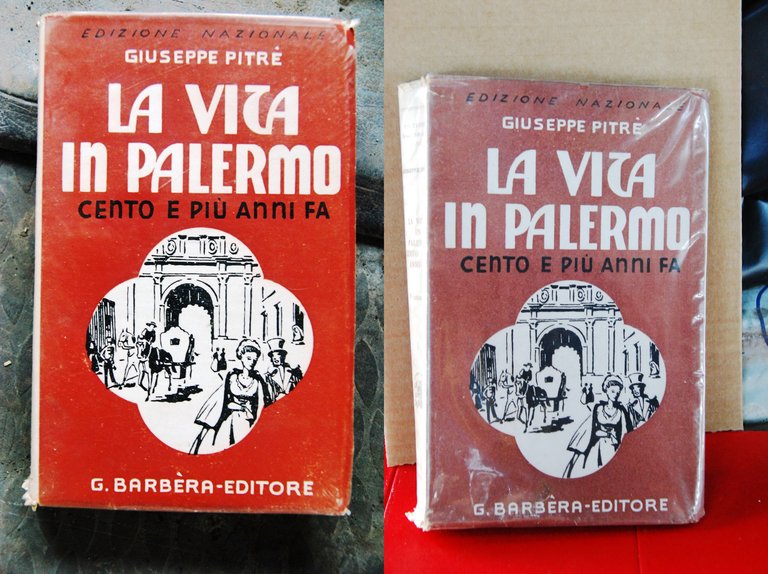 EDIZIONE NAZIONALE
GIUSEPPE PITRÈ
LA VITA
IN PALERMO
CENTO E PIÙ ANNI FA
G. BARBÈRA-EDITORE
EDIZIONE NAZIONALE
GIUSEPPE PITRÈ
LA VITA
IN PALERMO
CENTO E PIÙ ANNI FA
G. BARBÈRA-EDITORE